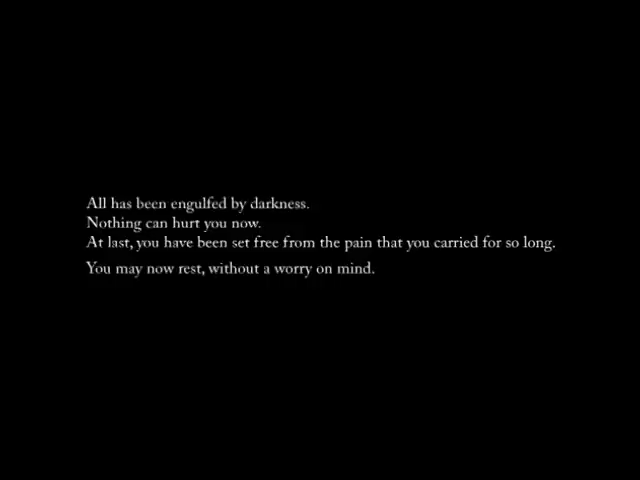 All has been engulfed by darkness.
Nothing can hurt you now.
At last, you have been set free from the pain that you carried for so long.
You may now rest, without a worry on mind.